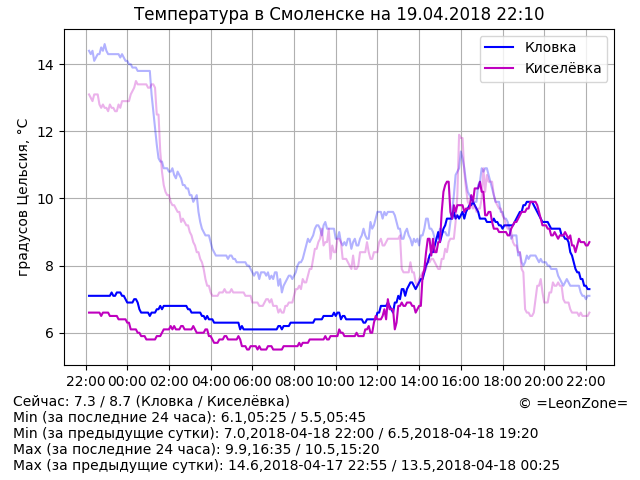 Температура в Смоленске на 19.04.2018 22:10
Кловка
Киселёвка
градусов Цельсия, °C
14
12
10
8
6
22:00 00:00 02:00 04:00 06:00 08:00 10:00 12:00 14:00 16:00 18:00 20:00 22:00
Сейчас: 7.3 / 8.7 (Кловка / Киселёвка)
© =LeonZone=
Min (за последние 24 часа): 6.1,05:25 / 5.5,05:45
Min (за предыдущие сутки): 7.0,2018-04-18 22:00 / 6.5,2018-04-18 19:20
Max (за последние 24 часа): 9.9,16:35 / 10.5,15:20
Max (за предыдущие сутки): 14.6,2018-04-17 22:55 / 13.5,2018-04-18 00:25